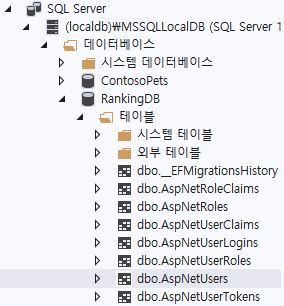 SQL Server
(localdb)₩MSSQLLocalDB (SQL Server 1
데이터베이스
시스템 데이터베이스
ContosoPets
RankingDB
테이블
시스템 테이블
외부 테이블
dbo.__EFMigrationsHistory
dbo.AspNetRoleClaims
dbo.AspNetRoles
dbo.AspNetUserClaims
dbo.AspNetUserLogins
dbo.AspNetUserRoles
dbo.AspNetUsers
dbo.AspNetUserTokens